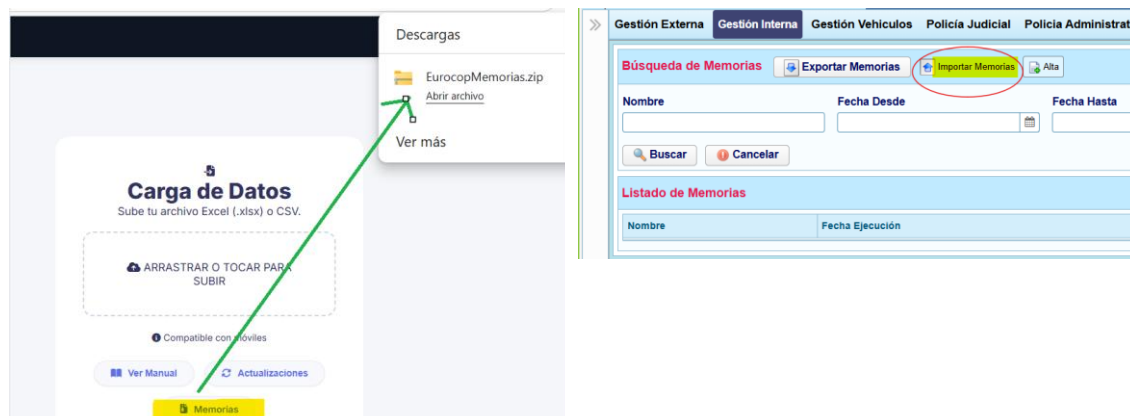 Descargas
EurocopMemorias.zip
Abrir archivo
Ver más
Carga de Datos
Sube tu archivo Excel (.xlsx) o CSV.
ARRASTRAR O TOCAR PARA
SUBIR
Compatible con móviles
Ver Manual
Actualizaciones
Memorias
Gestión Externa Gestión Interna Gestión Vehiculos Policía Judicial Policia Administrat
Búsqueda de Memorias Exportar Memorias Importar Memorias Alta
Nombre Fecha Desde Fecha Hasta
Buscar Cancelar
Listado de Memorias
Nombre Fecha Ejecución